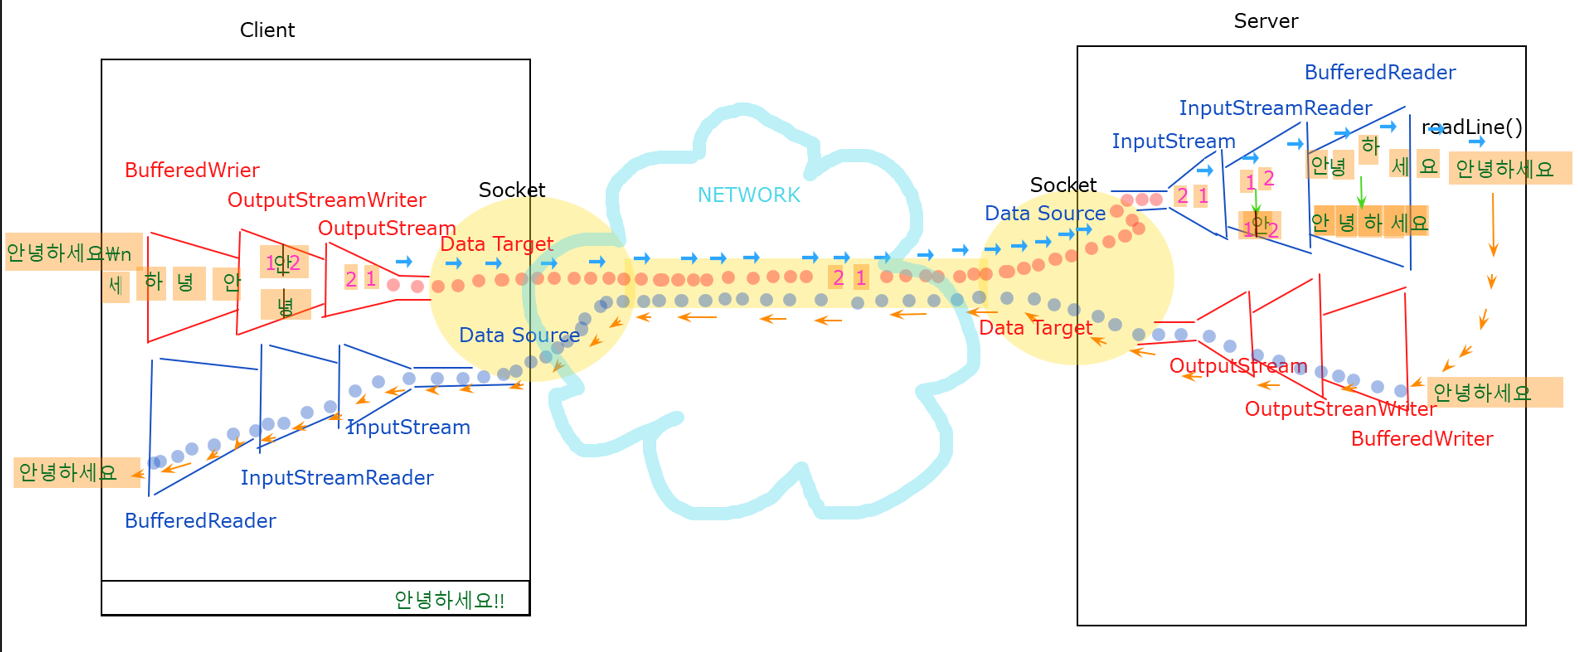 Client
Server
BufferedReader
InputStreamReader
readLine()
InputStream
BufferedWrier
Socket
Socket
NETWORK
OutputStreamWriter
OutputStream
Data Target
Data Source
안녕하세요₩n
세
하
녕
안
1 안 2
녕
2 1
2 1
2 1
1 2
안
1 2
안녕
하
세
요
안녕하세요
안녕하세요
Data Source
Data Target
OutputStream
안녕하세요
OutputStreanWriter
BufferedWriter
InputStream
안녕하세요
InputStreamReader
BufferedReader
안녕하세요!!